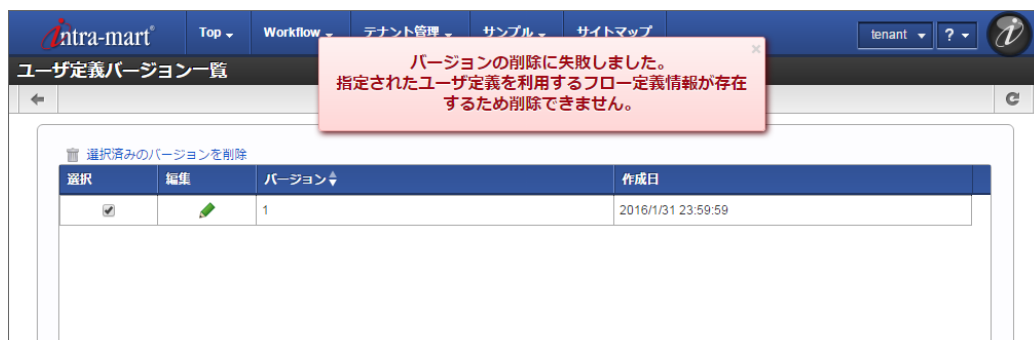 intra-mart® Top Workflow テナント管理 サンプル サイトマップ tenant ?
ユーザ定義バージョン一覧
バージョンの削除に失敗しました。
指定されたユーザ定義を利用するフロー定義情報が存在
するため削除できません。
選択済みのバージョンを削除
選択 編集 バージョン 作成日
1 2016/1/31 23:59:59